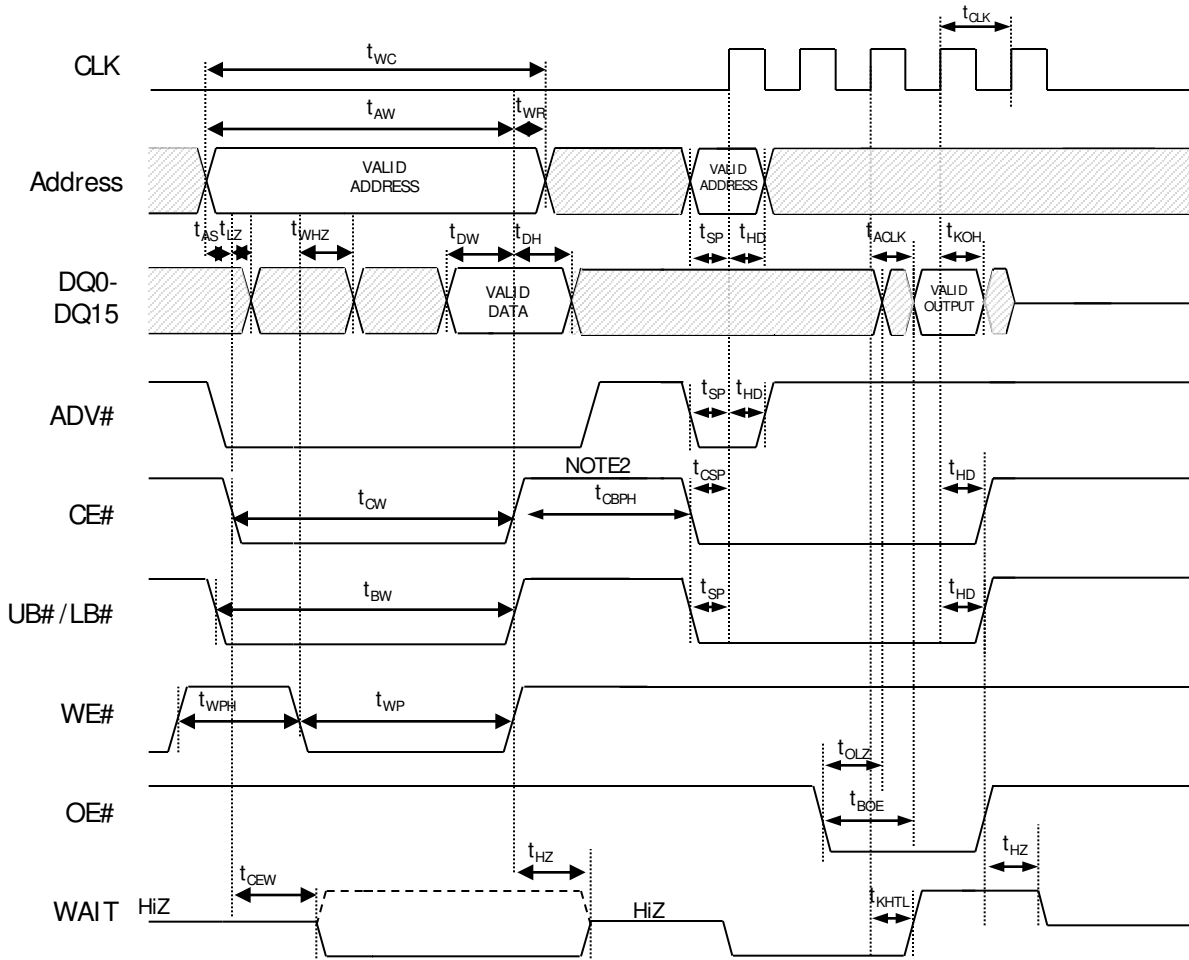 tCLK
CLK
tWC
tAW
tWR
Address
VALID
ADDRESS
VALID
ADDRESS
tAS
tLZ
tWHZ
tDW
tDH
tSP
tHD
tACLK
tKOH
DQ0-
DQ15
VALID
DATA
VALID
OUTPUT
ADV#
tSP
tHD
NOTE2
CE#
tCW
tCBPH
tCSP
tHD
UB# / LB#
tBW
tSP
tHD
WE#
tWPH
tWP
OE#
tOLZ
tBOE
tCEW
tHZ
tHZ
WAIT
HiZ
HiZ
tKHTL